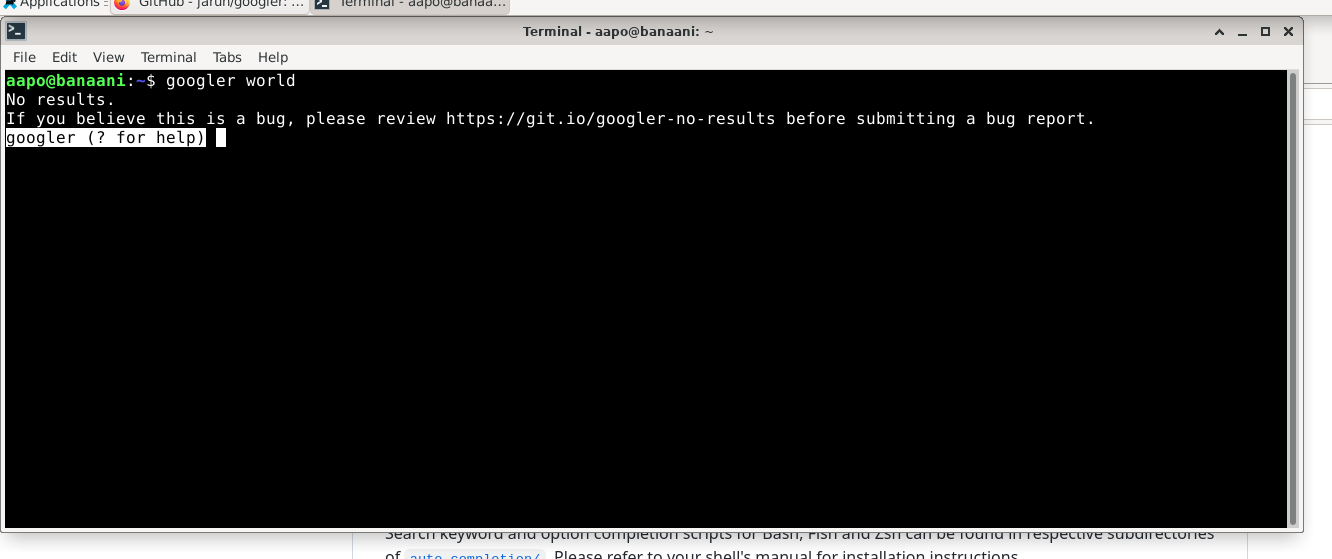 Applications
GitHub - jarun/googler: ...
Terminal - aapo@banaa...
Terminal - aapo@banaani: ~
File Edit View Terminal Tabs Help
aapo@banaani:~$ googler world
No results.
If you believe this is a bug, please review https://git.io/googler-no-results before submitting a bug report.
googler (? for help)
Search keyword and option completion scripts for Bash, Fish and Zsh can be found in respective subdirectories
of auto-completion/. Please refer to your shell's manual for installation instructions.